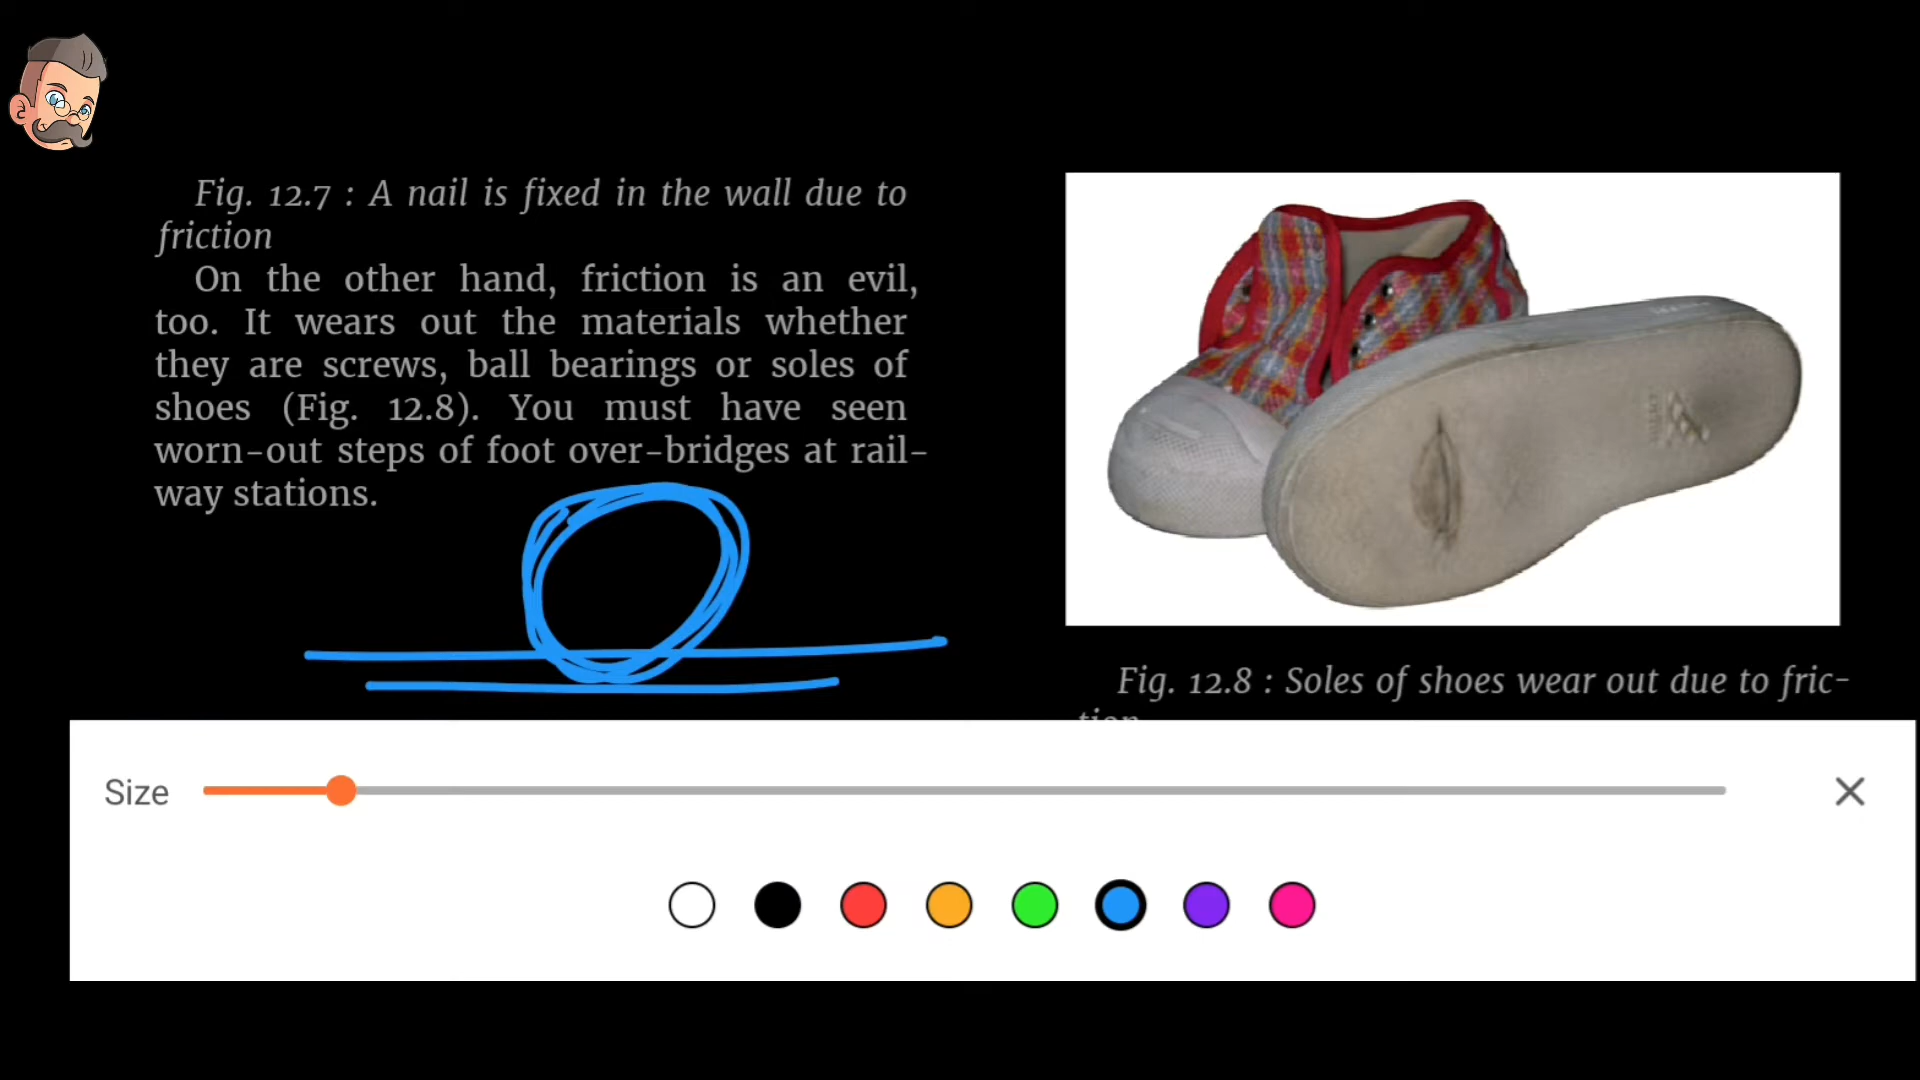 Fig. 12.7 : A nail is fixed in the wall due to
friction
On the other hand, friction is an evil,
too. It wears out the materials whether
they are screws, ball bearings or soles of
shoes (Fig. 12.8). You must have seen
worn-out steps of foot over-bridges at rail-
way stations.
Fig. 12.8 : Soles of shoes wear out due to fric-
tion
Size